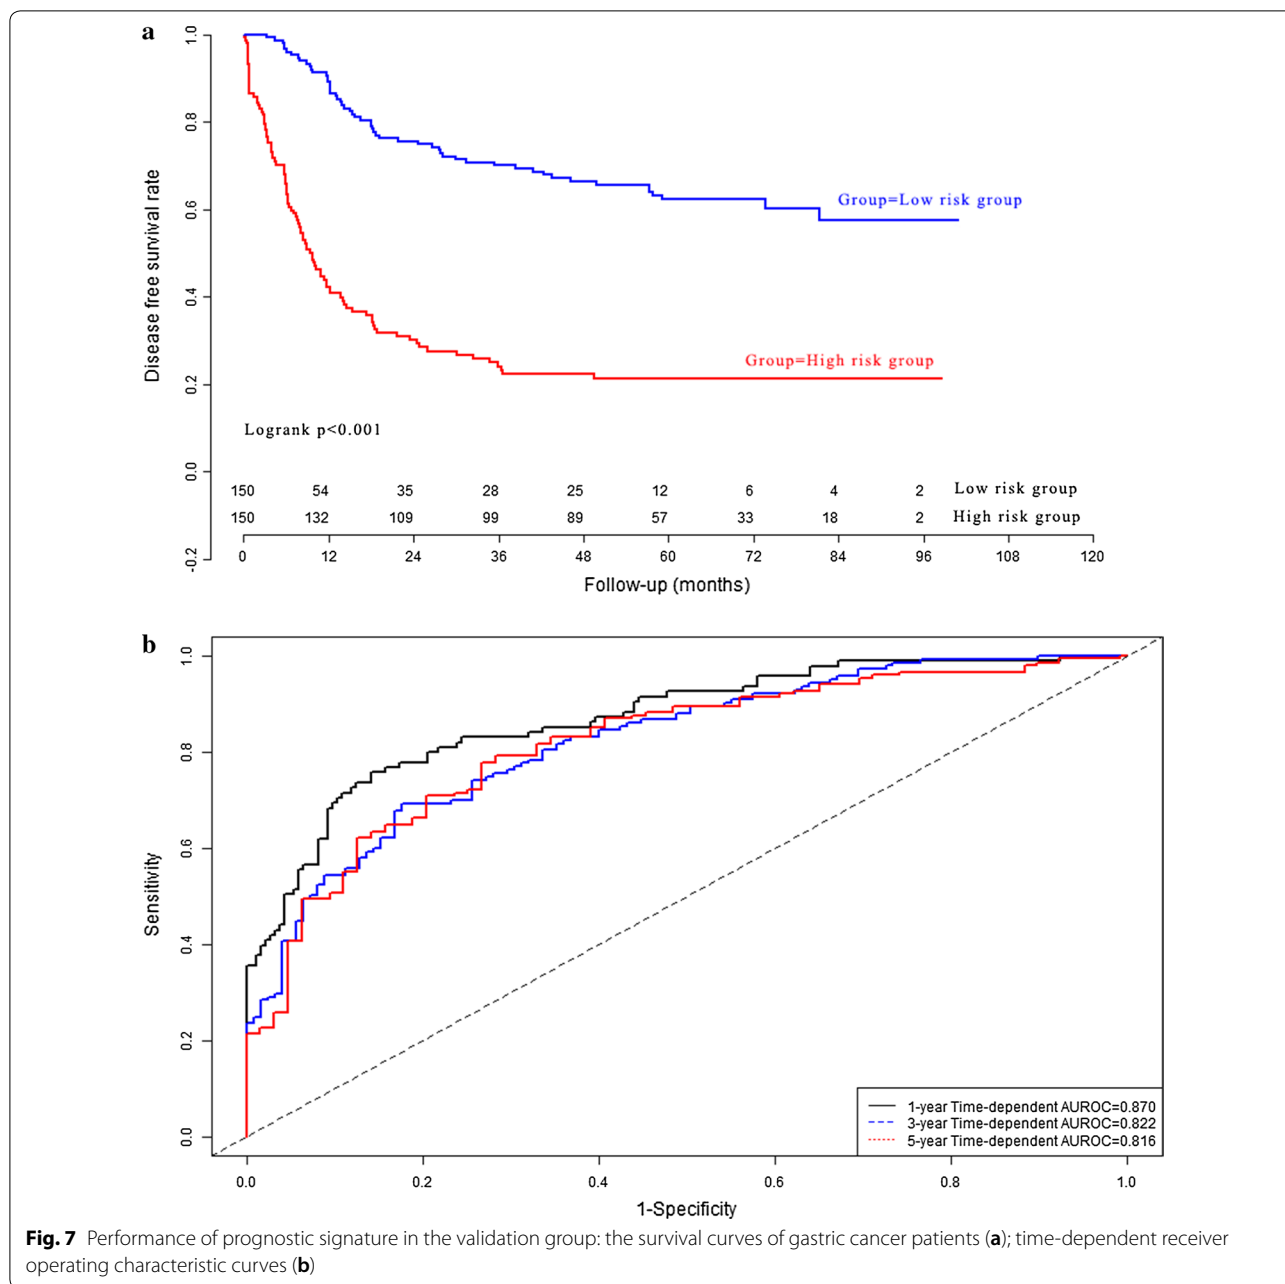 a
1.0
0.8
0.6
0.4
0.2
0.0
-0.2
Disease free survival rate
Group=Low risk group
Group=High risk group
Logrank p<0.001
150 54 35 28 25 12 6 4 2 Low risk group
150 132 109 99 89 57 33 18 2 High risk group
0 12 24 36 48 60 72 84 96 108 120
Follow-up (months)
b
1.0
0.8
0.6
0.4
0.2
0.0
Sensitivity
1-year Time-dependent AUROC=0.870
3-year Time-dependent AUROC=0.822
5-year Time-dependent AUROC=0.816
0.0 0.2 0.4 0.6 0.8 1.0
1-Specificity
Fig. 7 Performance of prognostic signature in the validation group: the survival curves of gastric cancer patients (a); time-dependent receiver
operating characteristic curves (b)